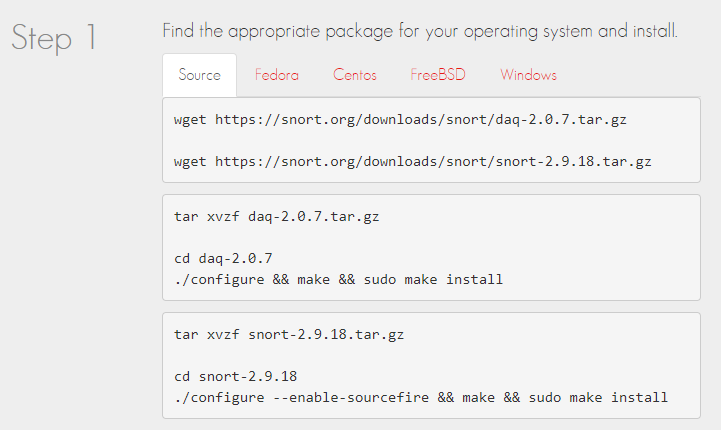 Step 1
Find the appropriate package for your operating system and install.
Source Fedora Centos FreeBSD Windows
wget https://snort.org/downloads/snort/daq-2.0.7.tar.gz
wget https://snort.org/downloads/snort/snort-2.9.18.tar.gz
tar xvzf daq-2.0.7.tar.gz
cd daq-2.0.7
./configure && make && sudo make install
tar xvzf snort-2.9.18.tar.gz
cd snort-2.9.18
./configure --enable-sourcefire && make && sudo make install